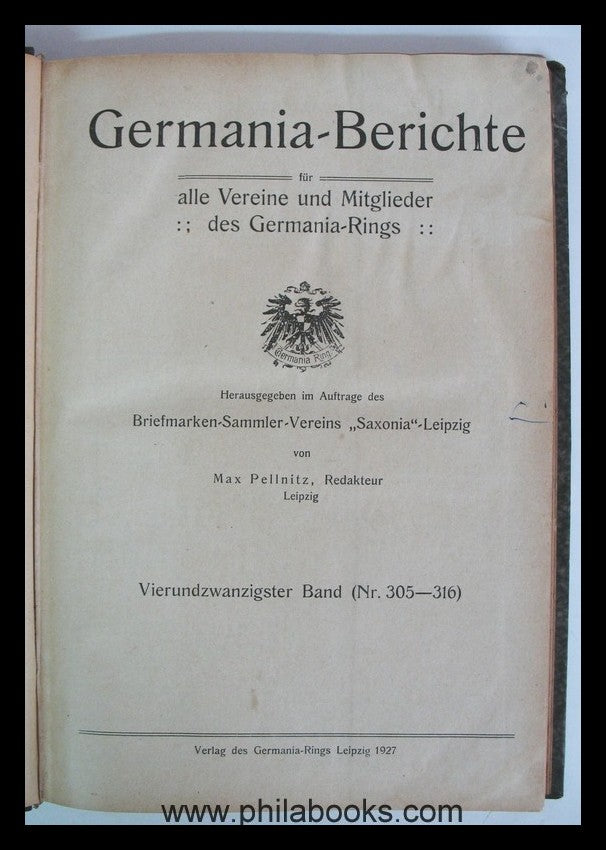 Germania-Berichte
für
alle Vereine und Mitglieder
:: des Germania-Rings ::
Germania Ring
Herausgegeben im Auftrage des
Briefmarken-Sammler-Vereins „Saxonia“-Leipzig
von
Max Pellnitz, Redakteur
Leipzig
Vierundzwanzigster Band (Nr. 305—316)
Verlag des Germania-Rings Leipzig 1927
www.philabooks.com